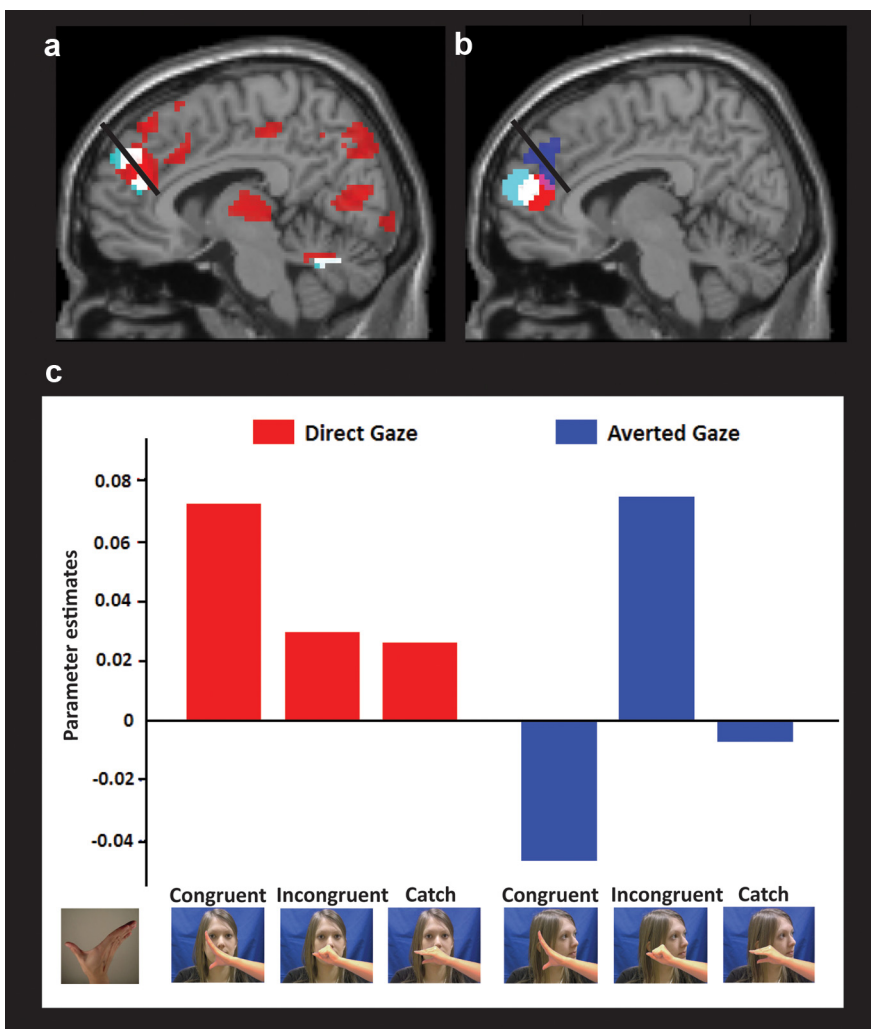 a
b
c
Direct Gaze
Averted Gaze
Parameter estimates
0.08
0.06
0.04
0.02
0
-0.02
-0.04
Congruent
Incongruent
Catch
Congruent
Incongruent
Catch